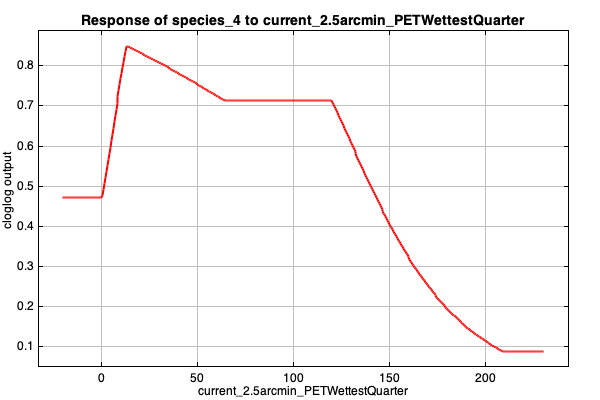 Response of species_4 to current_2.5arcmin_PETWettestQuarter
cloglog output
0.8
0.7
0.6
0.5
0.4
0.3
0.2
0.1
0 50 100 150 200
current_2.5arcmin_PETWettestQuarter